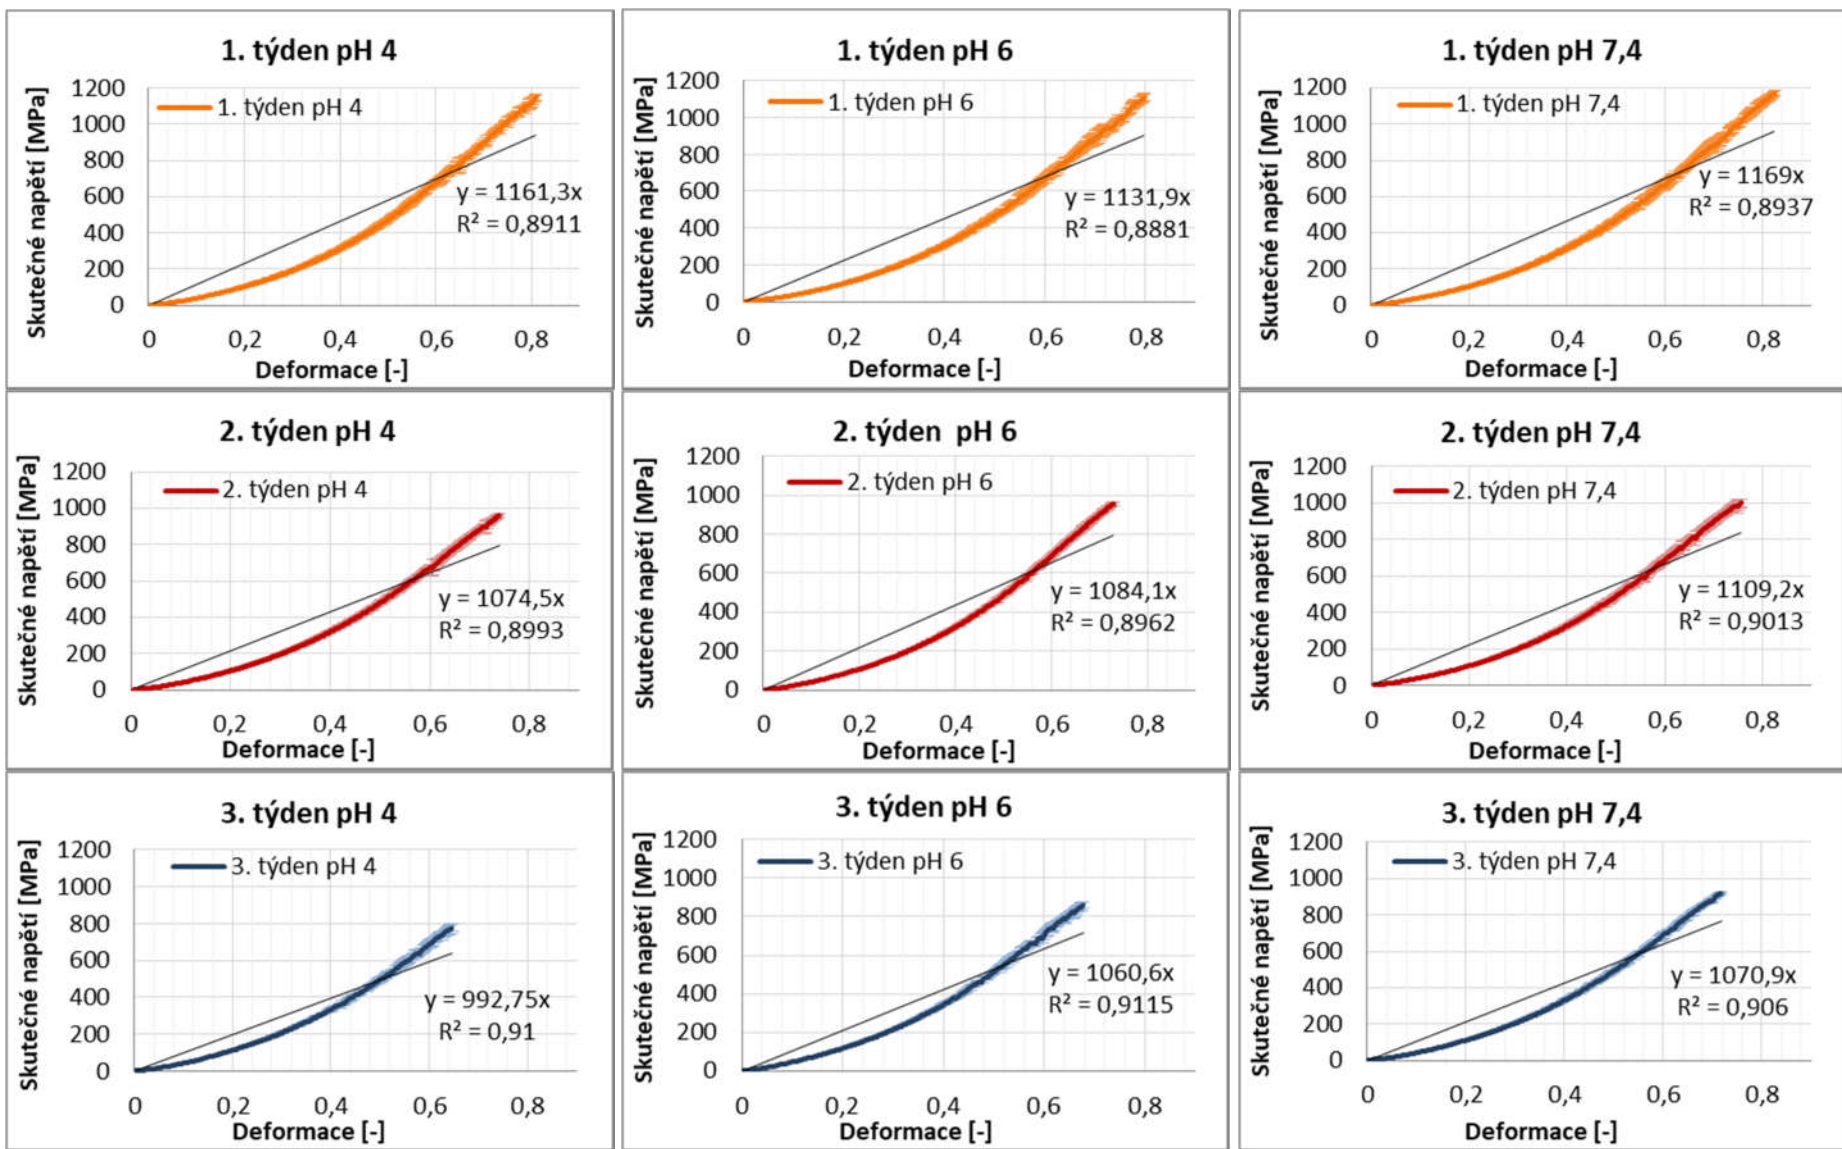 1. týden pH 4
Skutečné napětí [MPa]
1200
1000
800
600
400
200
0
1. týden pH 4
y = 1161,3x
R² = 0,8911
0 0,2 0,4 0,6 0,8
Deformace [-]
1. týden pH 6
Skutečné napětí [MPa]
1200
1000
800
600
400
200
0
1. týden pH 6
y = 1131,9x
R² = 0,8881
0 0,2 0,4 0,6 0,8
Deformace [-]
1. týden pH 7,4
Skutečné napětí [MPa]
1200
1000
800
600
400
200
0
1. týden pH 7,4
y = 1169x
R² = 0,8937
0 0,2 0,4 0,6 0,8
Deformace [-]
2. týden pH 4
Skutečné napětí [MPa]
1200
1000
800
600
400
200
0
2. týden pH 4
y = 1074,5x
R² = 0,8993
0 0,2 0,4 0,6 0,8
Deformace [-]
2. týden pH 6
Skutečné napětí [MPa]
1200
1000
800
600
400
200
0
2. týden pH 6
y = 1084,1x
R² = 0,8962
0 0,2 0,4 0,6 0,8
Deformace [-]
2. týden pH 7,4
Skutečné napětí [MPa]
1200
1000
800
600
400
200
0
2. týden pH 7,4
y = 1109,2x
R² = 0,9013
0 0,2 0,4 0,6 0,8
Deformace [-]
3. týden pH 4
Skutečné napětí [MPa]
1200
1000
800
600
400
200
0
3. týden pH 4
y = 992,75x
R² = 0,91
0 0,2 0,4 0,6 0,8
Deformace [-]
3. týden pH 6
Skutečné napětí [MPa]
1200
1000
800
600
400
200
0
3. týden pH 6
y = 1060,6x
R² = 0,9115
0 0,2 0,4 0,6 0,8
Deformace [-]
3. týden pH 7,4
Skutečné napětí [MPa]
1200
1000
800
600
400
200
0
3. týden pH 7,4
y = 1070,9x
R² = 0,906
0 0,2 0,4 0,6 0,8
Deformace [-]